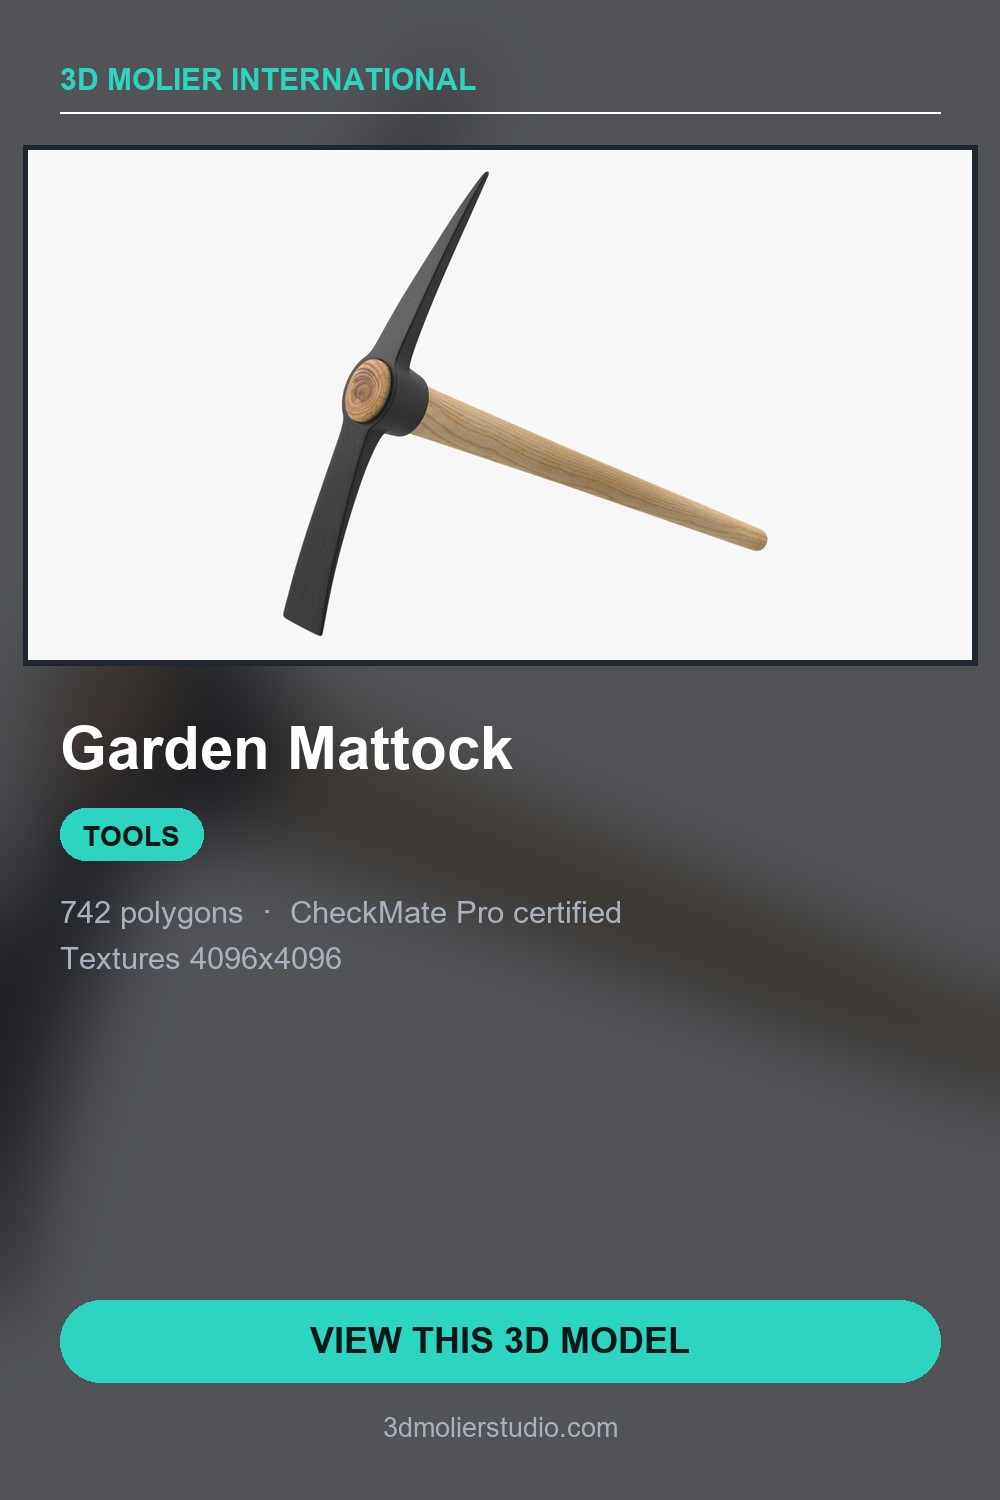 3D MOLIER INTERNATIONAL
Garden Mattock
TOOLS
742 polygons · CheckMate Pro certified
Textures 4096x4096
VIEW THIS 3D MODEL
3dmolierstudio.com